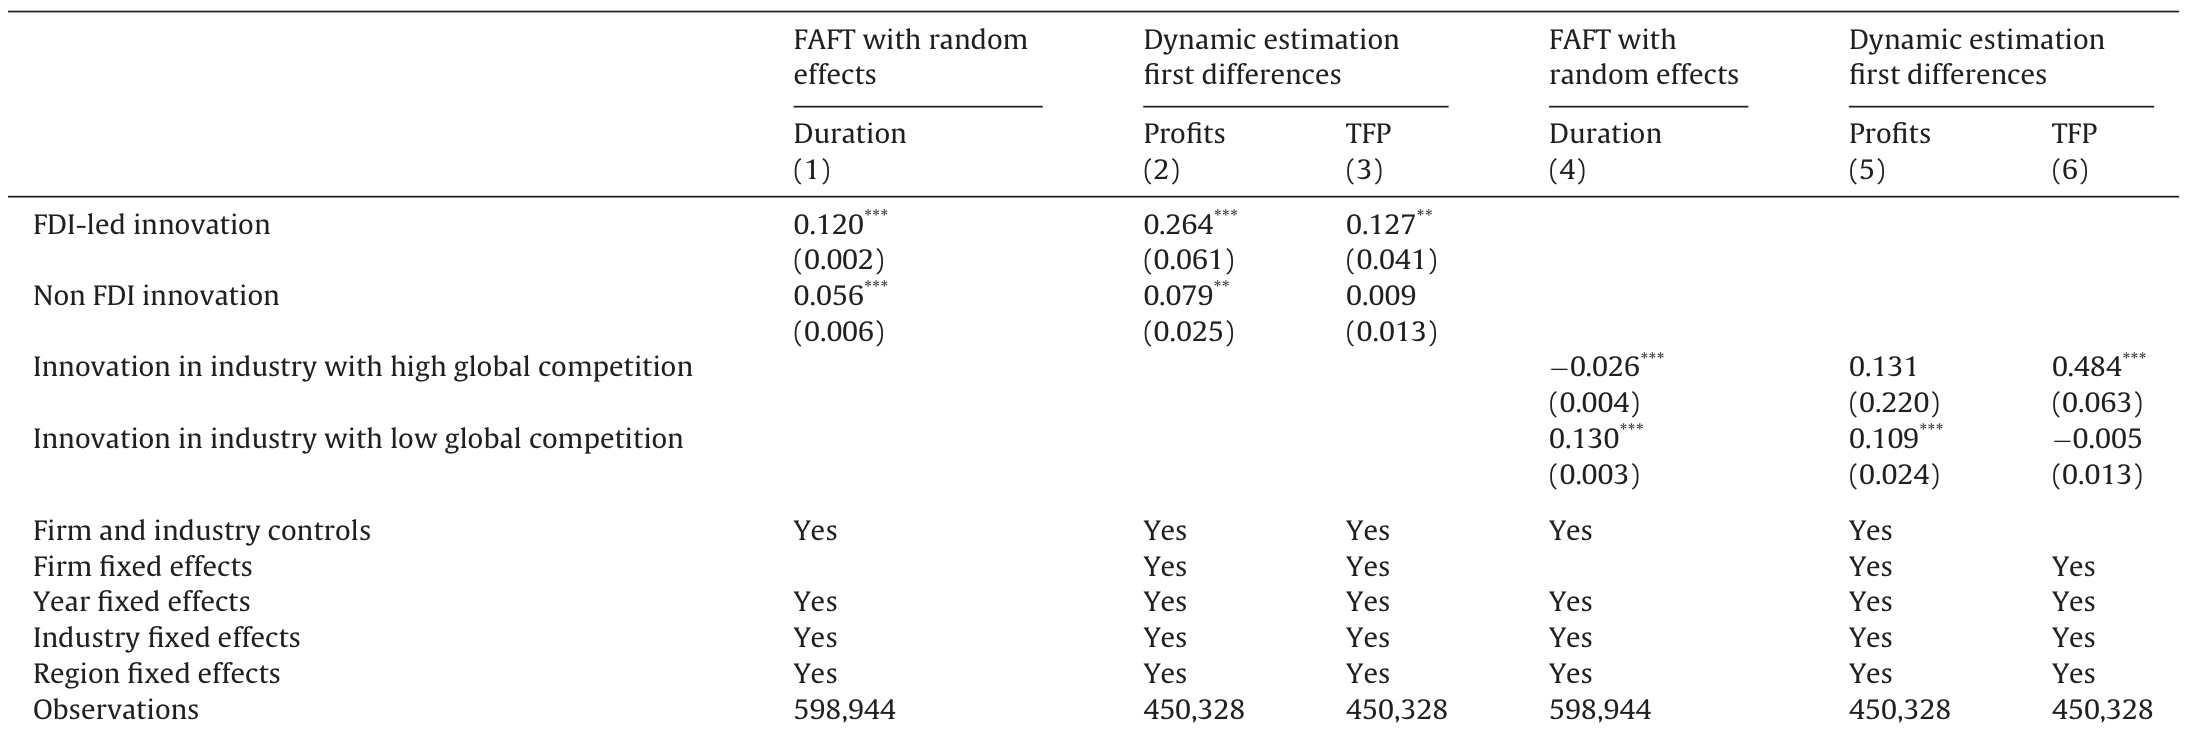 FAFT with random Dynamic estimation FAFT with Dynamic estimation
effects first differences random effects first differences
Duration Profits TFP Duration Profits TFP
(1) (2) (3) (4) (5) (6)
FDI-led innovation 0.120*** 0.264*** 0.127**
(0.002) (0.061) (0.041)
Non FDI innovation 0.056*** 0.079** 0.009
(0.006) (0.025) (0.013)
Innovation in industry with high global competition −0.026*** 0.131 0.484***
(0.004) (0.220) (0.063)
Innovation in industry with low global competition 0.130*** 0.109*** −0.005
(0.003) (0.024) (0.013)
Firm and industry controls Yes Yes Yes Yes Yes
Firm fixed effects Yes Yes Yes Yes
Year fixed effects Yes Yes Yes Yes Yes Yes
Industry fixed effects Yes Yes Yes Yes Yes Yes
Region fixed effects Yes Yes Yes Yes Yes Yes
Observations 598,944 450,328 450,328 598,944 450,328 450,328